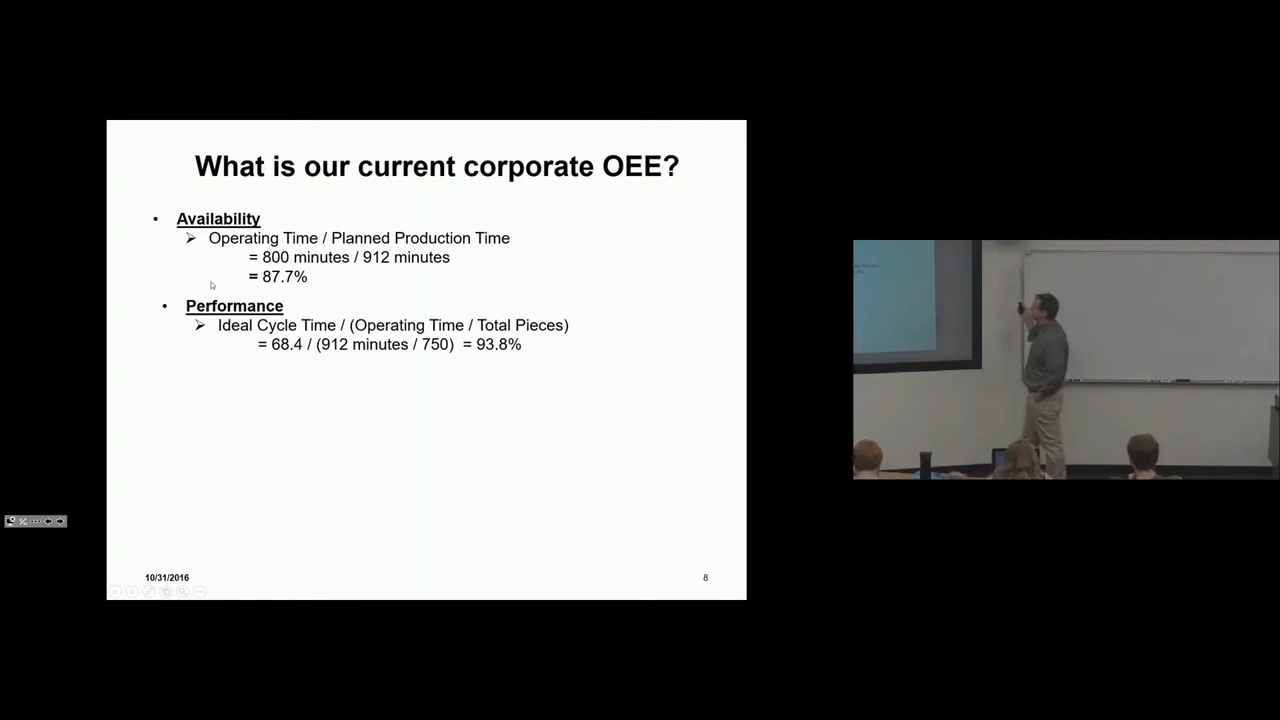 What is our current corporate OEE?
• Availability
➢ Operating Time / Planned Production Time
= 800 minutes / 912 minutes
= 87.7%
• Performance
➢ Ideal Cycle Time / (Operating Time / Total Pieces)
= 68.4 / (912 minutes / 750) = 93.8%
10/31/2016
8